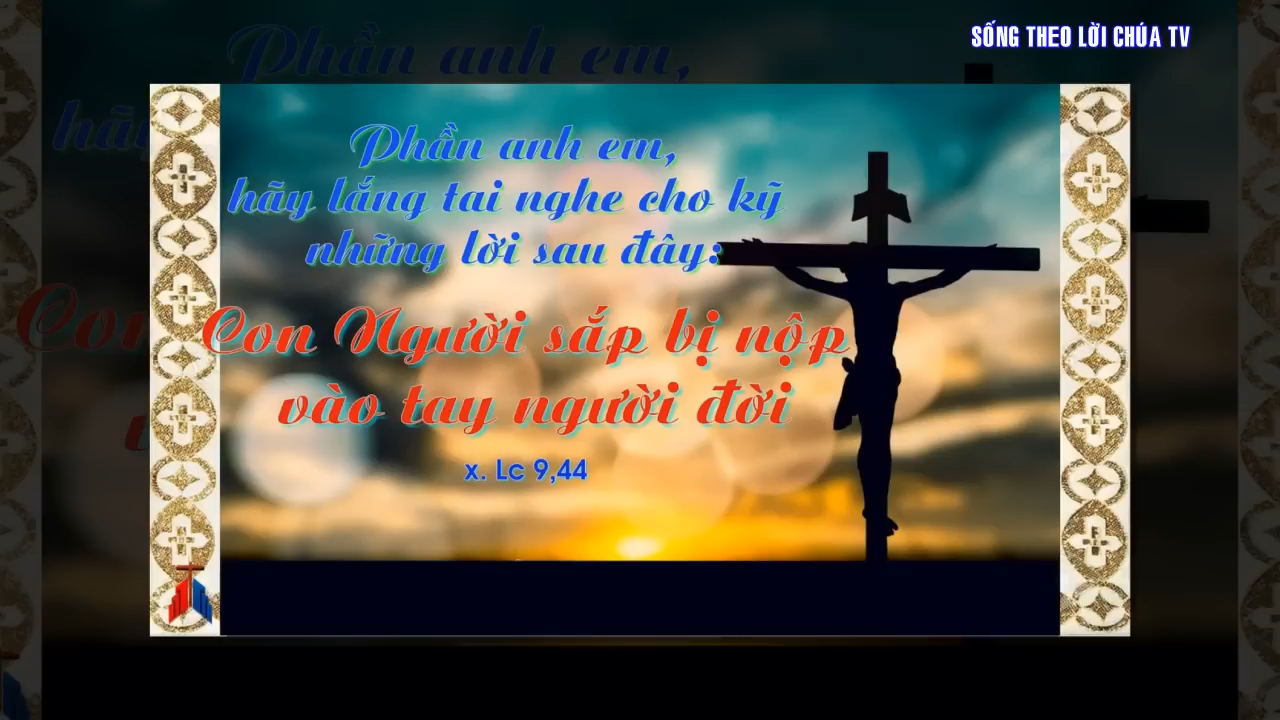 SỐNG THEO LỜI CHÚA TV
Phần anh em,
hãy lắng tai nghe cho kỹ
những lời sau đây:
Con Người sắp bị nộp
vào tay người đời
x. Lc 9,44